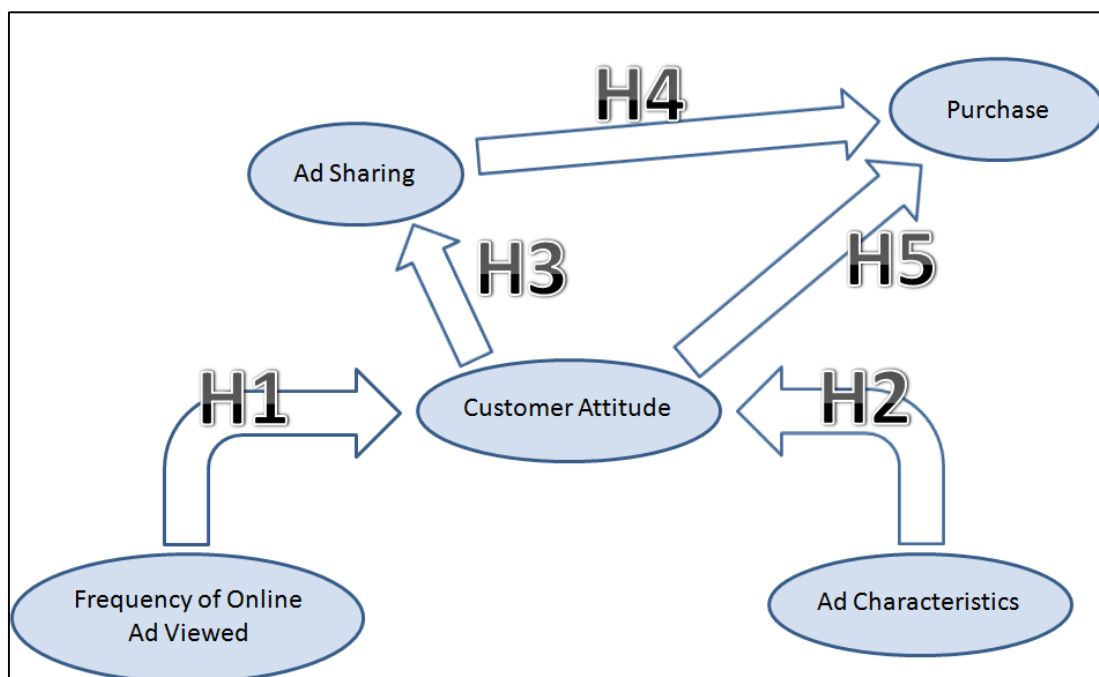 H4
Purchase
Ad Sharing
H3
H5
H1
Customer Attitude
H2
Frequency of Online
Ad Viewed
Ad Characteristics